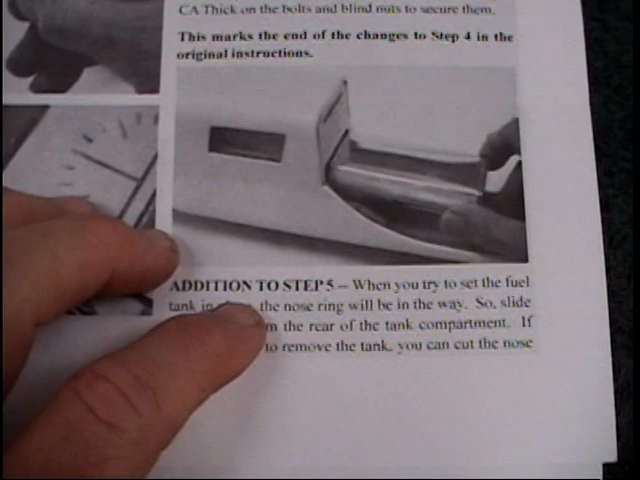 CA Thick on the bolts and blind nuts to secure them.
This marks the end of the changes to Step 4 in the
original instructions.
ADDITION TO STEP 5 – When you try to set the fuel
tank in the nose ring will be in the way. So, slide
the rear of the tank compartment. If
to remove the tank, you can cut the nose